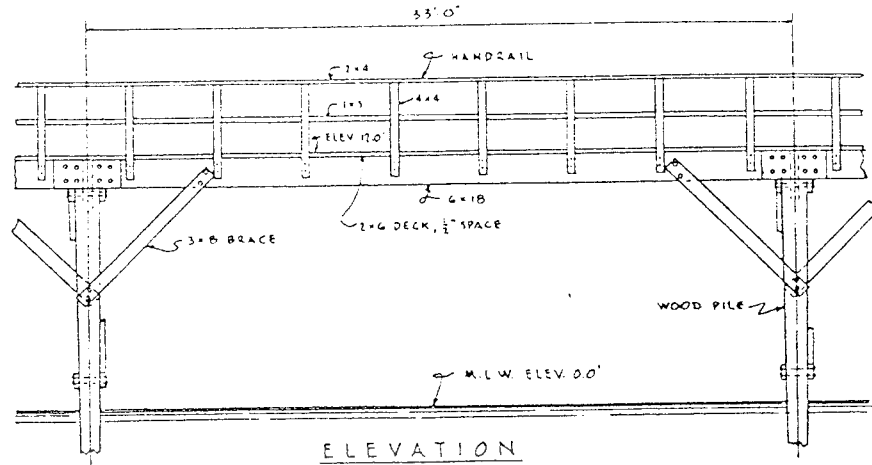 33'0"
2×4
HANDRAIL
1×3
4×4
ELEV. 17.0'
6×18
3×8 BRACE
2×6 DECK, ½" SPACE
WOOD PILE
M.L.W. ELEV. 0.0'
ELEVATION